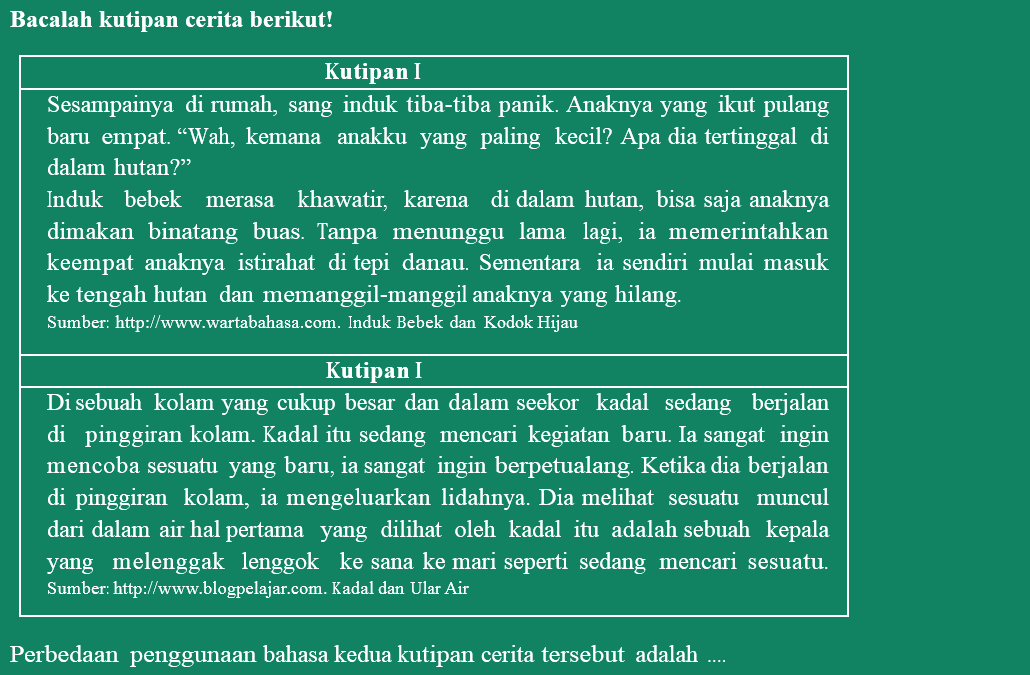 Bacalah kutipan cerita berikut!
Kutipan I
Sesampainya di rumah, sang induk tiba-tiba panik. Anaknya yang ikut pulang
baru empat. “Wah, kemana anakku yang paling kecil? Apa dia tertinggal di
dalam hutan?”
Induk bebek merasa khawatir, karena di dalam hutan, bisa saja anaknya
dimakan binatang buas. Tanpa menunggu lama lagi, ia memerintahkan
keempat anaknya istirahat di tepi danau. Sementara ia sendiri mulai masuk
ke tengah hutan dan memanggil-manggil anaknya yang hilang.
Sumber: http://www.wartabahasa.com. Induk Bebek dan Kodok Hijau
Kutipan I
Di sebuah kolam yang cukup besar dan dalam seekor kadal sedang berjalan
di pinggiran kolam. Kadal itu sedang mencari kegiatan baru. Ia sangat ingin
mencoba sesuatu yang baru, ia sangat ingin berpetualang. Ketika dia berjalan
di pinggiran kolam, ia mengeluarkan lidahnya. Dia melihat sesuatu muncul
dari dalam air hal pertama yang dilihat oleh kadal itu adalah sebuah kepala
yang melenggak lenggok ke sana ke mari seperti sedang mencari sesuatu.
Sumber: http://www.blogpelajar.com. Kadal dan Ular Air
Perbedaan penggunaan bahasa kedua kutipan cerita tersebut adalah ....